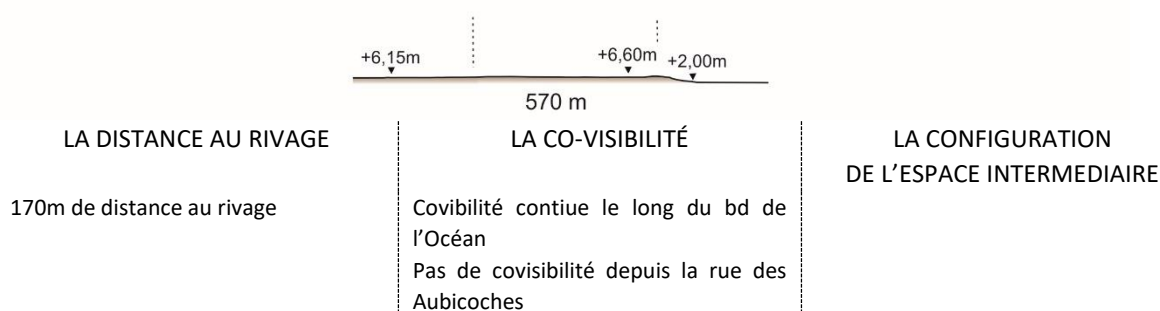 +6,15m
+6,60m
+2,00m
570 m
LA DISTANCE AU RIVAGE
170m de distance au rivage
LA CO-VISIBILITÉ
Covibilité contiue le long du bd de
l’Océan
Pas de covisibilité depuis la rue des
Aubicoches
LA CONFIGURATION
DE L’ESPACE INTERMEDIAIRE